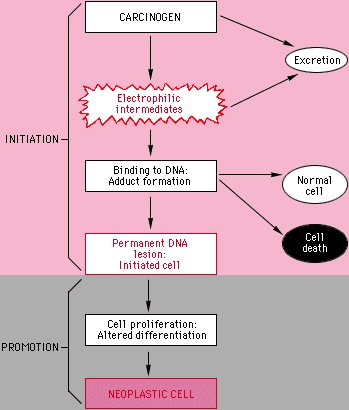 CARCINOGEN
Excretion
Electrophilic
intermediates
INITIATION
Binding to DNA:
Adduct formation
Normal
cell
Cell
death
Permanent DNA
lesion:
Initiated cell
Cell proliferation:
Altered differentiation
PROMOTION
NEOPLASTIC CELL